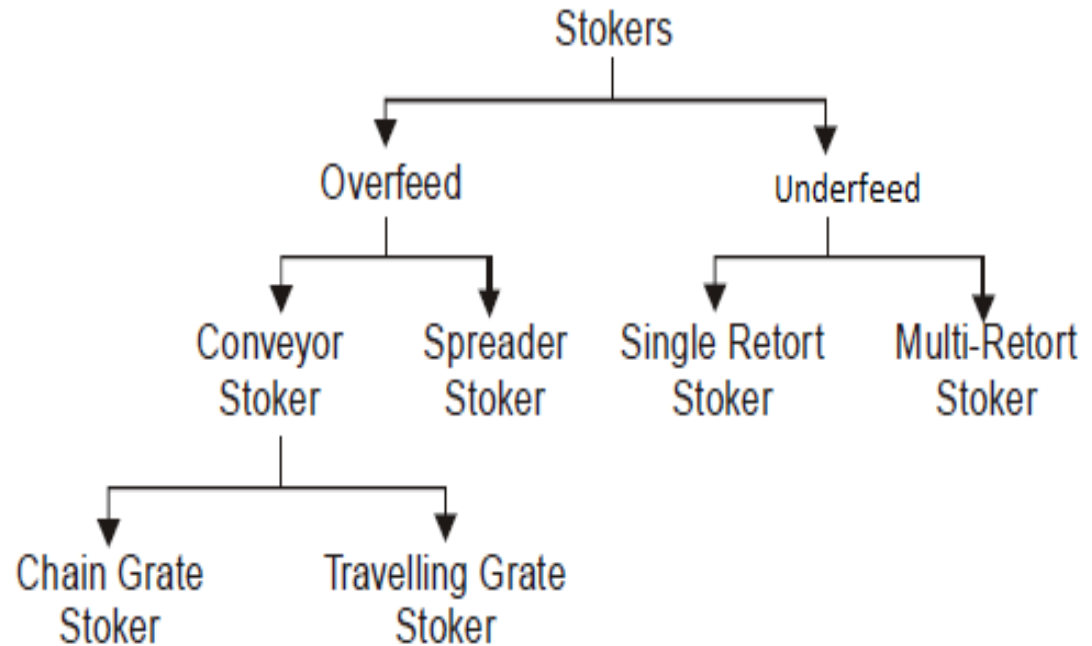 Stokers
Overfeed
Underfeed
Conveyor
Stoker
Spreader
Stoker
Single Retort
Stoker
Multi-Retort
Stoker
Chain Grate
Stoker
Travelling Grate
Stoker